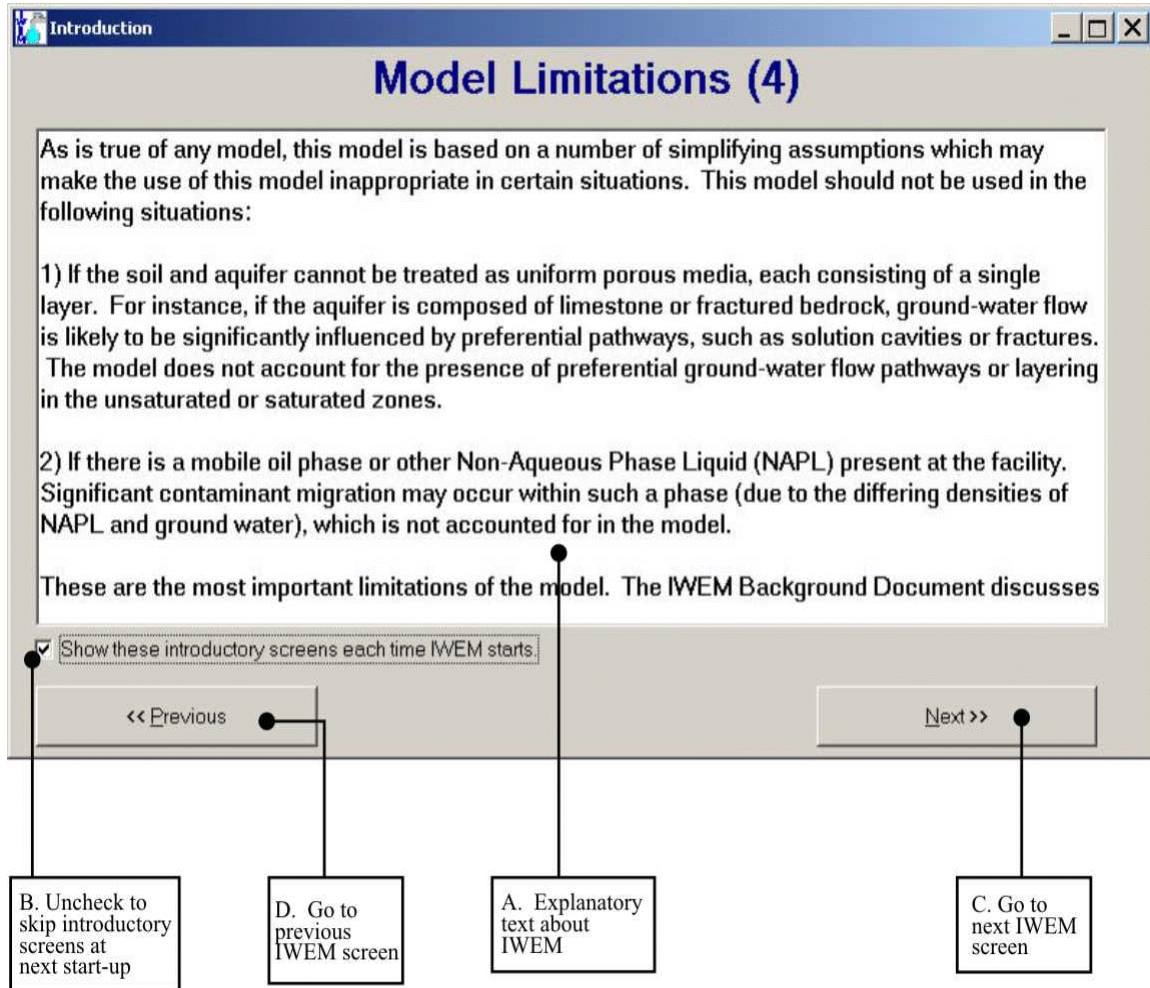 Introduction
Model Limitations (4)
As is true of any model, this model is based on a number of simplifying assumptions which may
make the use of this model inappropriate in certain situations. This model should not be used in the
following situations:
1) If the soil and aquifer cannot be treated as uniform porous media, each consisting of a single
layer. For instance, if the aquifer is composed of limestone or fractured bedrock, ground-water flow
is likely to be significantly influenced by preferential pathways, such as solution cavities or fractures.
The model does not account for the presence of preferential ground-water flow pathways or layering
in the unsaturated or saturated zones.
2) If there is a mobile oil phase or other Non-Aqueous Phase Liquid (NAPL) present at the facility.
Significant contaminant migration may occur within such a phase (due to the differing densities of
NAPL and ground water), which is not accounted for in the model.
These are the most important limitations of the model. The IWEM Background Document discusses
Show these introductory screens each time IWEM starts.
<< Previous
Next >>
B. Uncheck to
skip introductory
screens at
next start-up
D. Go to
previous
IWEM screen
A. Explanatory
text about
IWEM
C. Go to
next IWEM
screen